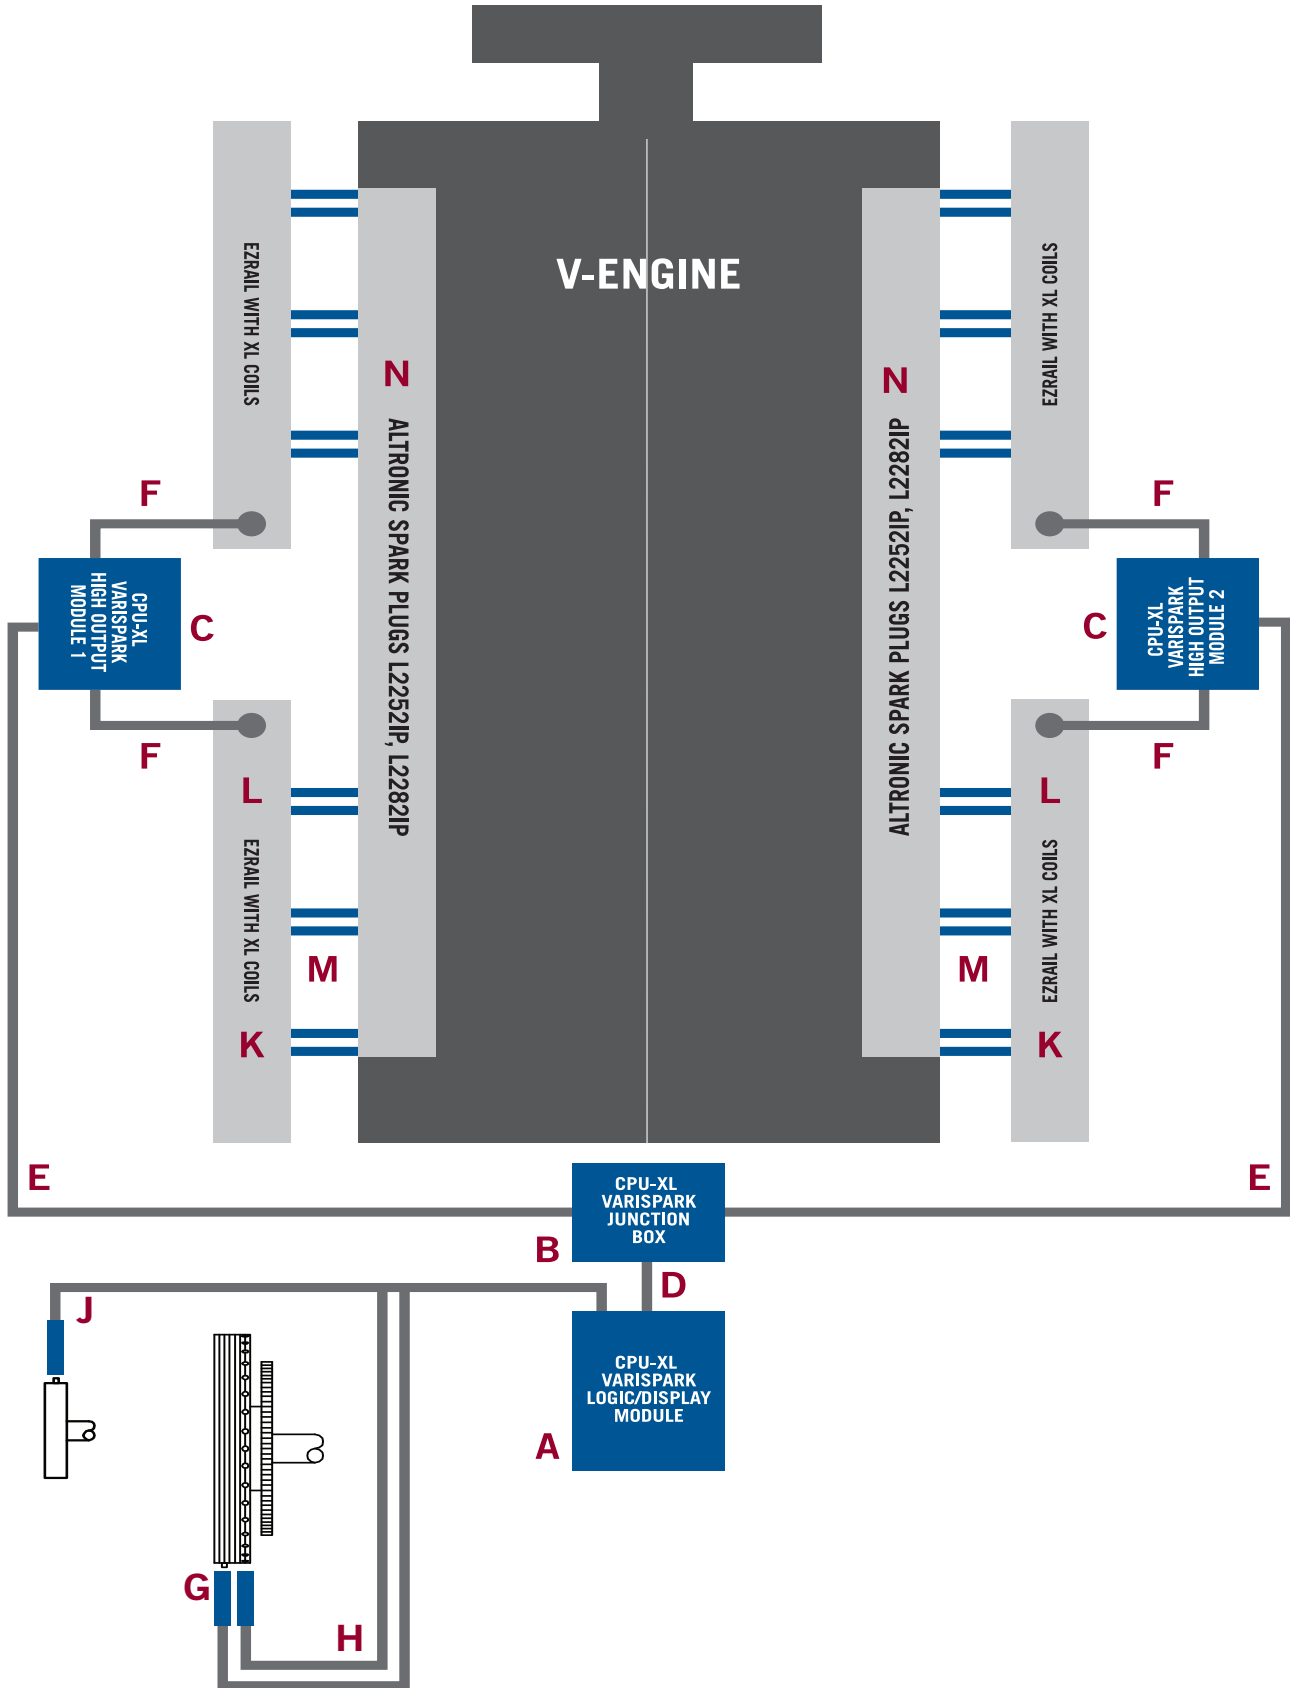 V-ENGINE
EZRAIL WITH XL COILS
EZRAIL WITH XL COILS
N
N
ALTRONIC SPARK PLUGS L2252IP, L2282IP
ALTRONIC SPARK PLUGS L2252IP, L2282IP
F
F
CPU-XL
VARISPARK
HIGH OUTPUT
MODULE 1
C
C
CPU-XL
VARISPARK
HIGH OUTPUT
MODULE 2
F
F
L
L
EZRAIL WITH XL COILS
EZRAIL WITH XL COILS
M
M
K
K
E
E
CPU-XL
VARISPARK
JUNCTION
BOX
B
D
J
CPU-XL
VARISPARK
LOGIC/DISPLAY
MODULE
A
G
H